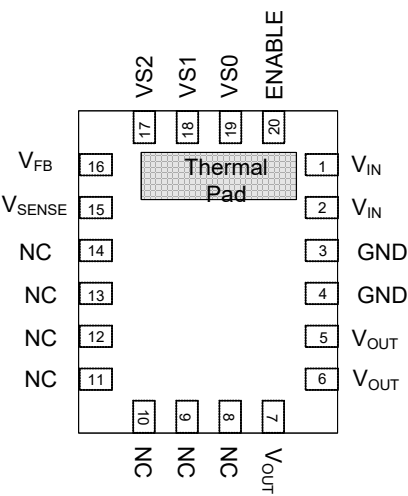 VS2
VS1
VS0
ENABLE
17
18
19
20
VFB
16
Thermal
Pad
1
VIN
VSENSE
15
2
VIN
NC
14
3
GND
NC
13
4
GND
NC
12
5
VOUT
NC
11
6
VOUT
10
9
8
7
NC
NC
NC
VOUT